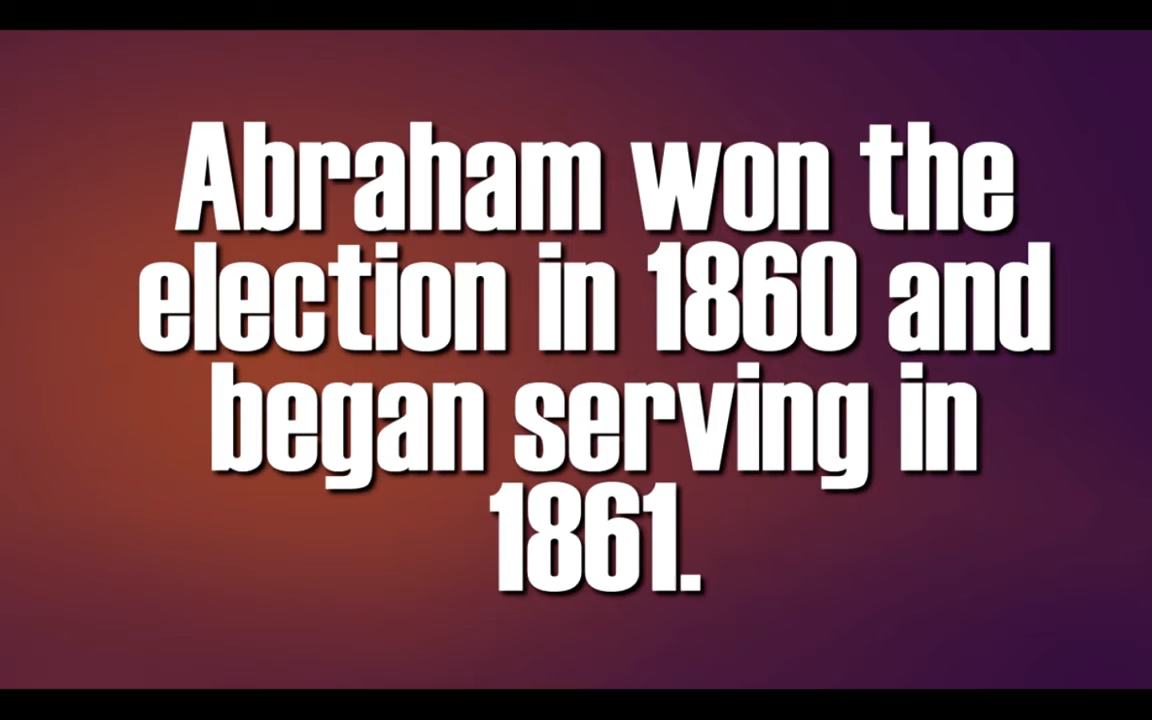 Abraham won the
election in 1860 and
began serving in
1861.